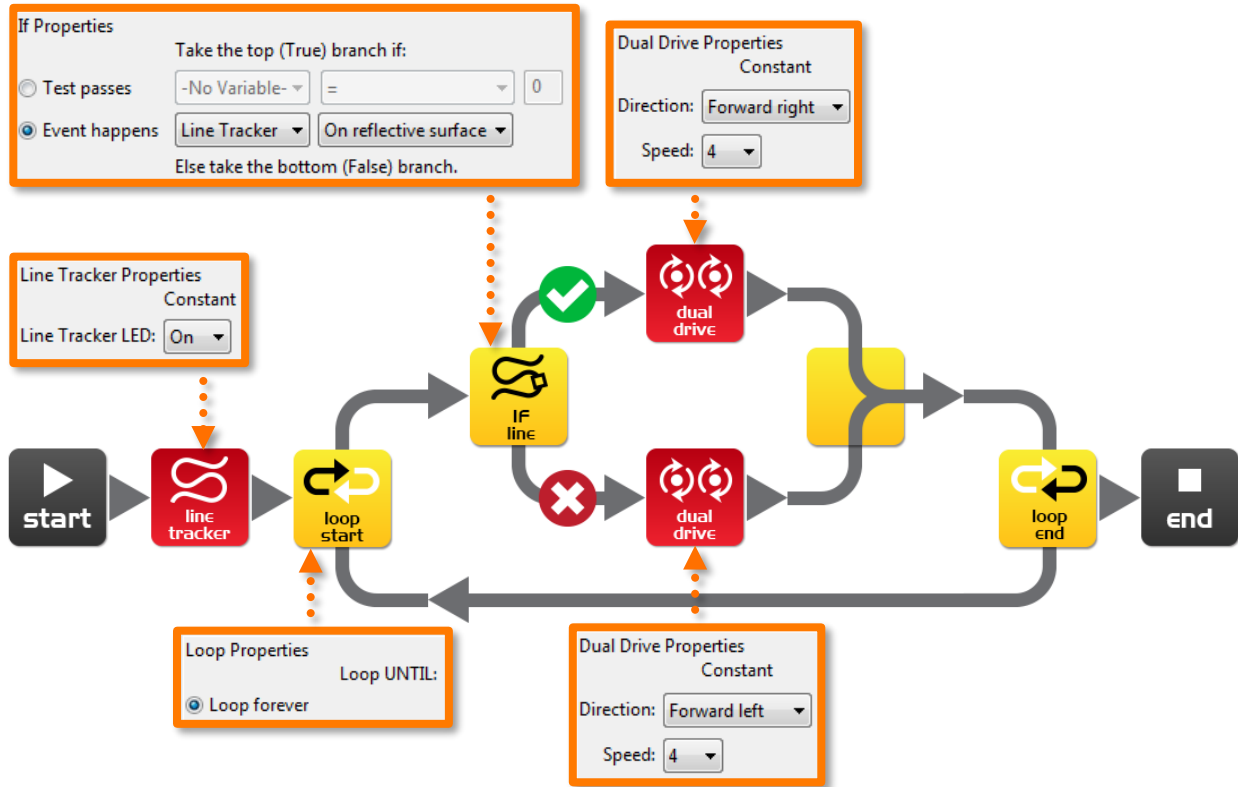 If Properties
Take the top (True) branch if:
Test passes -No Variable- = 0
Event happens Line Tracker On reflective surface
Else take the bottom (False) branch.
Dual Drive Properties
Constant
Direction: Forward right
Speed: 4
Line Tracker Properties
Constant
Line Tracker LED: On
start
line
tracker
loop
start
IF
line
dual
drive
dual
drive
loop
end
end
Loop Properties
Loop UNTIL:
Loop forever
Dual Drive Properties
Constant
Direction: Forward left
Speed: 4